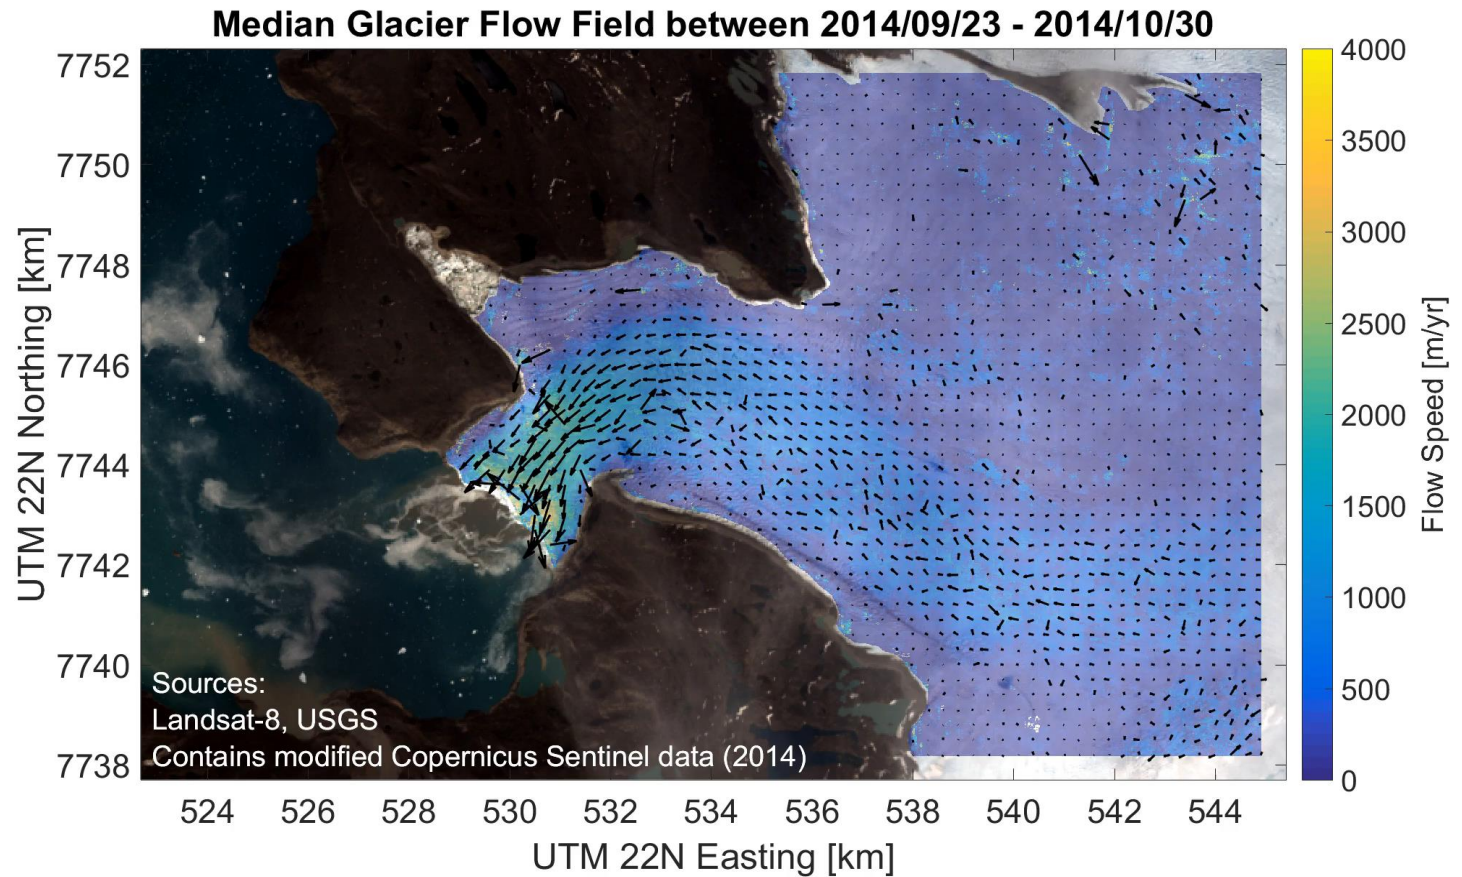 Median Glacier Flow Field between 2014/09/23 - 2014/10/30
7752
7750
7748
7746
7744
7742
7740
7738
UTM 22N Northing [km]
Sources:
Landsat-8, USGS
Contains modified Copernicus Sentinel data (2014)
524 526 528 530 532 534 536 538 540 542 544
UTM 22N Easting [km]
4000
3500
3000
2500
2000
1500
1000
500
0
Flow Speed [m/yr]